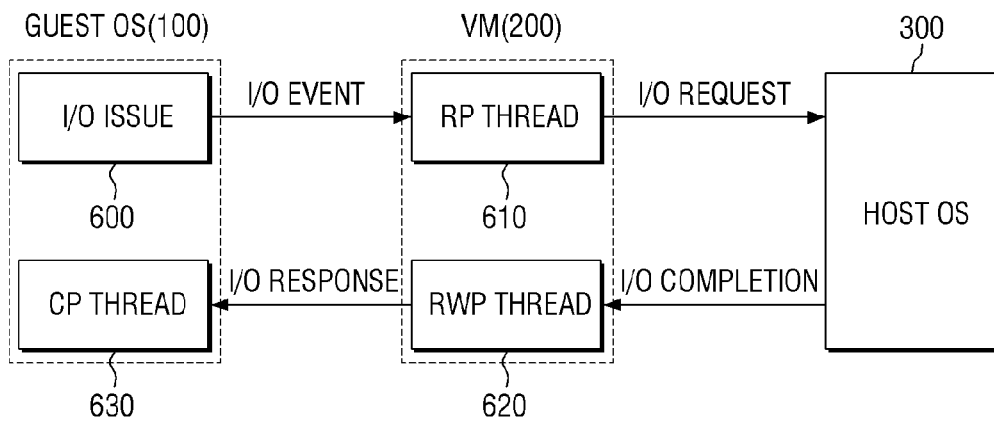 GUEST OS(100)
VM(200)
300
I/O ISSUE
I/O EVENT
RP THREAD
I/O REQUEST
HOST OS
600
610
CP THREAD
I/O RESPONSE
RWP THREAD
I/O COMPLETION
630
620